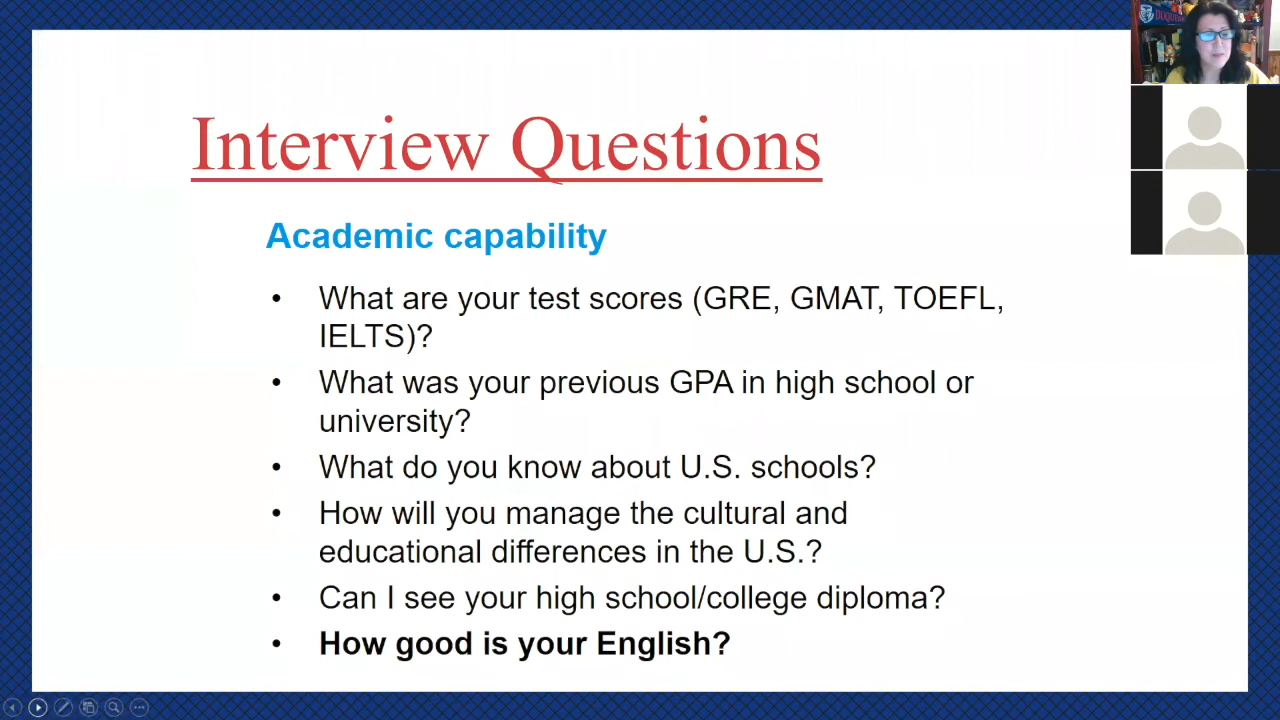 Interview Questions
Academic capability
• What are your test scores (GRE, GMAT, TOEFL,
IELTS)?
• What was your previous GPA in high school or
university?
• What do you know about U.S. schools?
• How will you manage the cultural and
educational differences in the U.S.?
• Can I see your high school/college diploma?
• How good is your English?